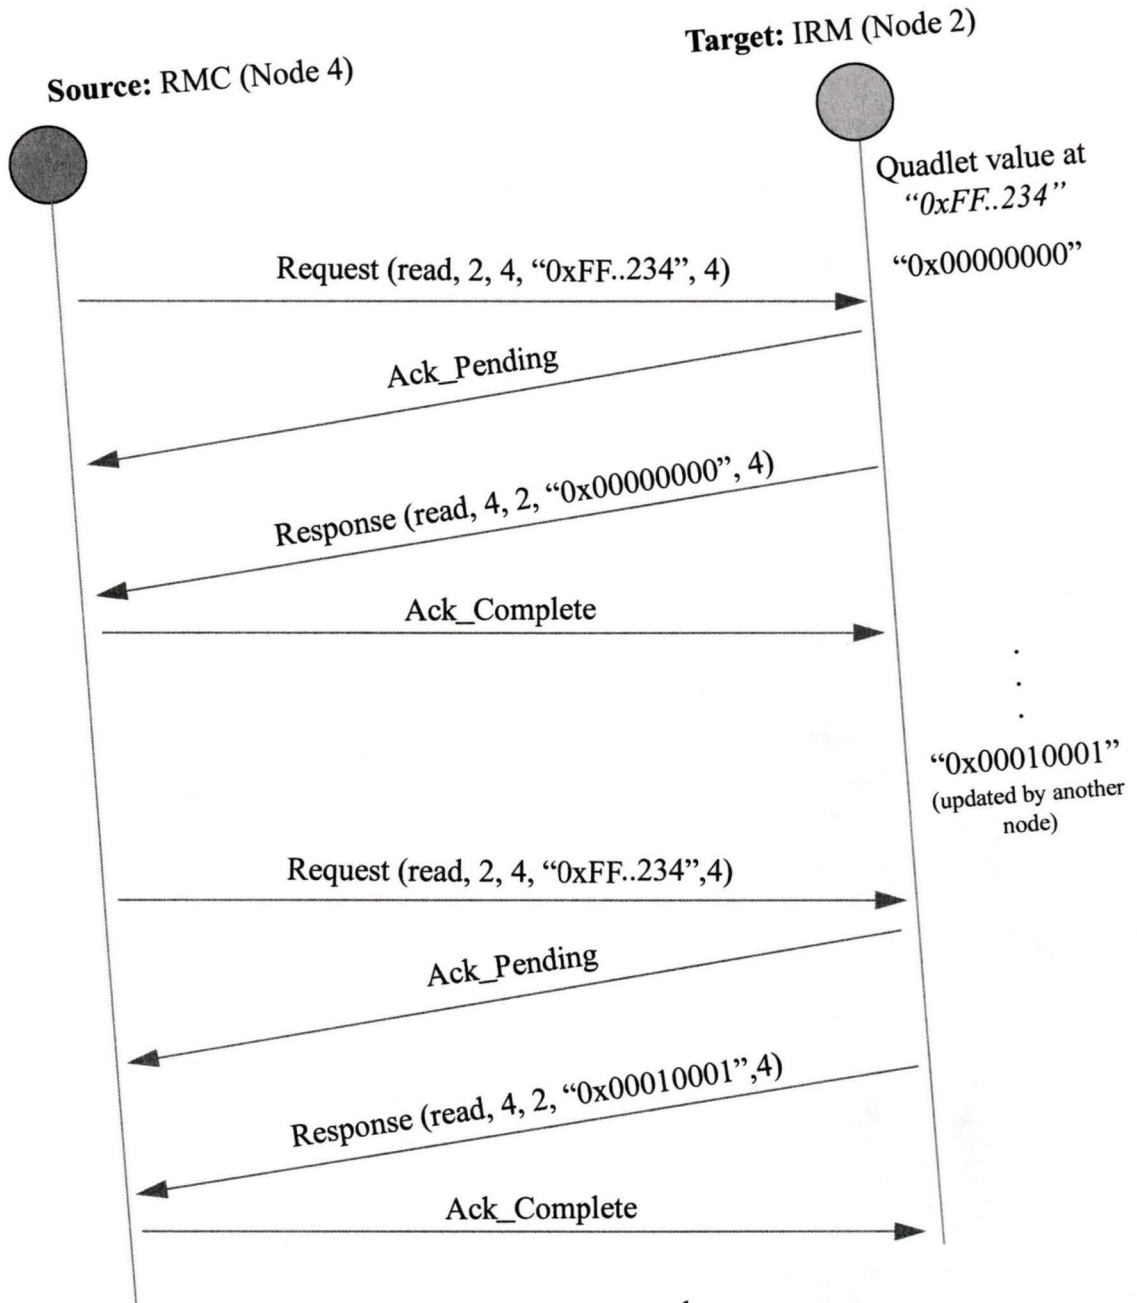 Target: IRM (Node 2)
Source: RMC (Node 4)
Quadlet value at
“0xFF..234”
“0x00000000”
Request (read, 2, 4, “0xFF..234”, 4)
Ack_Pending
Response (read, 4, 2, “0x00000000”, 4)
Ack_Complete
.
.
.
“0x00010001”
(updated by another
node)
Request (read, 2, 4, “0xFF..234”,4)
Ack_Pending
Response (read, 4, 2, “0x00010001”,4)
Ack_Complete